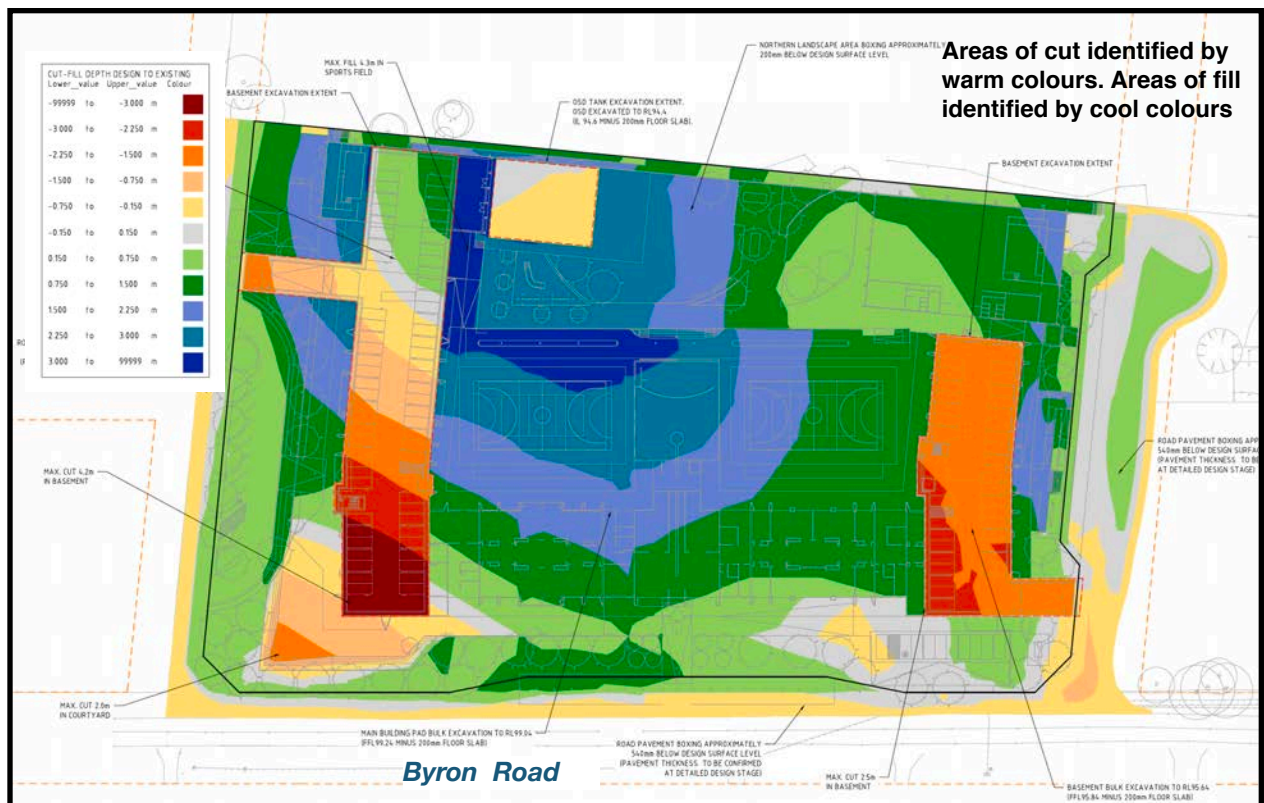 Areas of cut identified by
warm colours. Areas of fill
identified by cool colours
NORTHERN LANDSCAPE AREA BOXING APPROXIMATELY
200mm BELOW DESIGN SURFACE LEVEL
MAX. FILL 4.3m IN
SPORTS FIELD
BASEMENT EXCAVATION EXTENT
OSD TANK EXCAVATION EXTENT.
OSD EXCAVATED TO RL94.4
(IL 94.6 MINUS 200mm FLOOR SLAB).
BASEMENT EXCAVATION EXTENT
CUT-FILL DEPTH DESIGN TO EXISTING
Lower_value Upper_value Colour
-99999 to -3.000 m
-3.000 to -2.250 m
-2.250 to -1.500 m
-1.500 to -0.750 m
-0.750 to -0.150 m
-0.150 to 0.150 m
0.150 to 0.750 m
0.750 to 1.500 m
1.500 to 2.250 m
2.250 to 3.000 m
3.000 to 99999 m
RO
(F
ROAD PAVEMENT BOXING APP
540mm BELOW DESIGN SURFA
(PAVEMENT THICKNESS TO BE
AT DETAILED DESIGN STAGE)
MAX. CUT 4.2m
IN BASEMENT
MAX. CUT 2.0m
IN COURTYARD
MAIN BUILDING PAD BULK EXCAVATION TO RL99.04
(FFL99.24 MINUS 200mm FLOOR SLAB)
ROAD PAVEMENT BOXING APPROXIMATELY
540mm BELOW DESIGN SURFACE LEVEL
(PAVEMENT THICKNESS TO BE CONFIRMED
AT DETAILED DESIGN STAGE)
MAX. CUT 2.5m
IN BASEMENT
BASEMENT BULK EXCAVATION TO RL95.64
(FFL95.84 MINUS 200mm FLOOR SLAB)
Byron Road